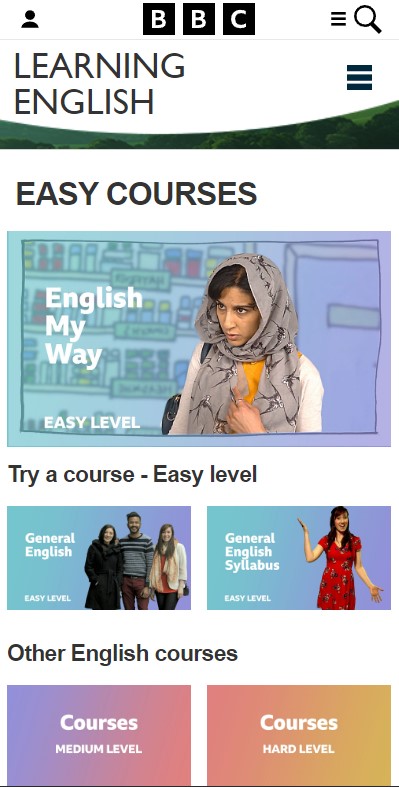 BBC
LEARNING
ENGLISH
EASY COURSES
English
My
Way
EASY LEVEL
Try a course - Easy level
General
English
EASY LEVEL
General
English
Syllabus
EASY LEVEL
Other English courses
Courses
MEDIUM LEVEL
Courses
HARD LEVEL